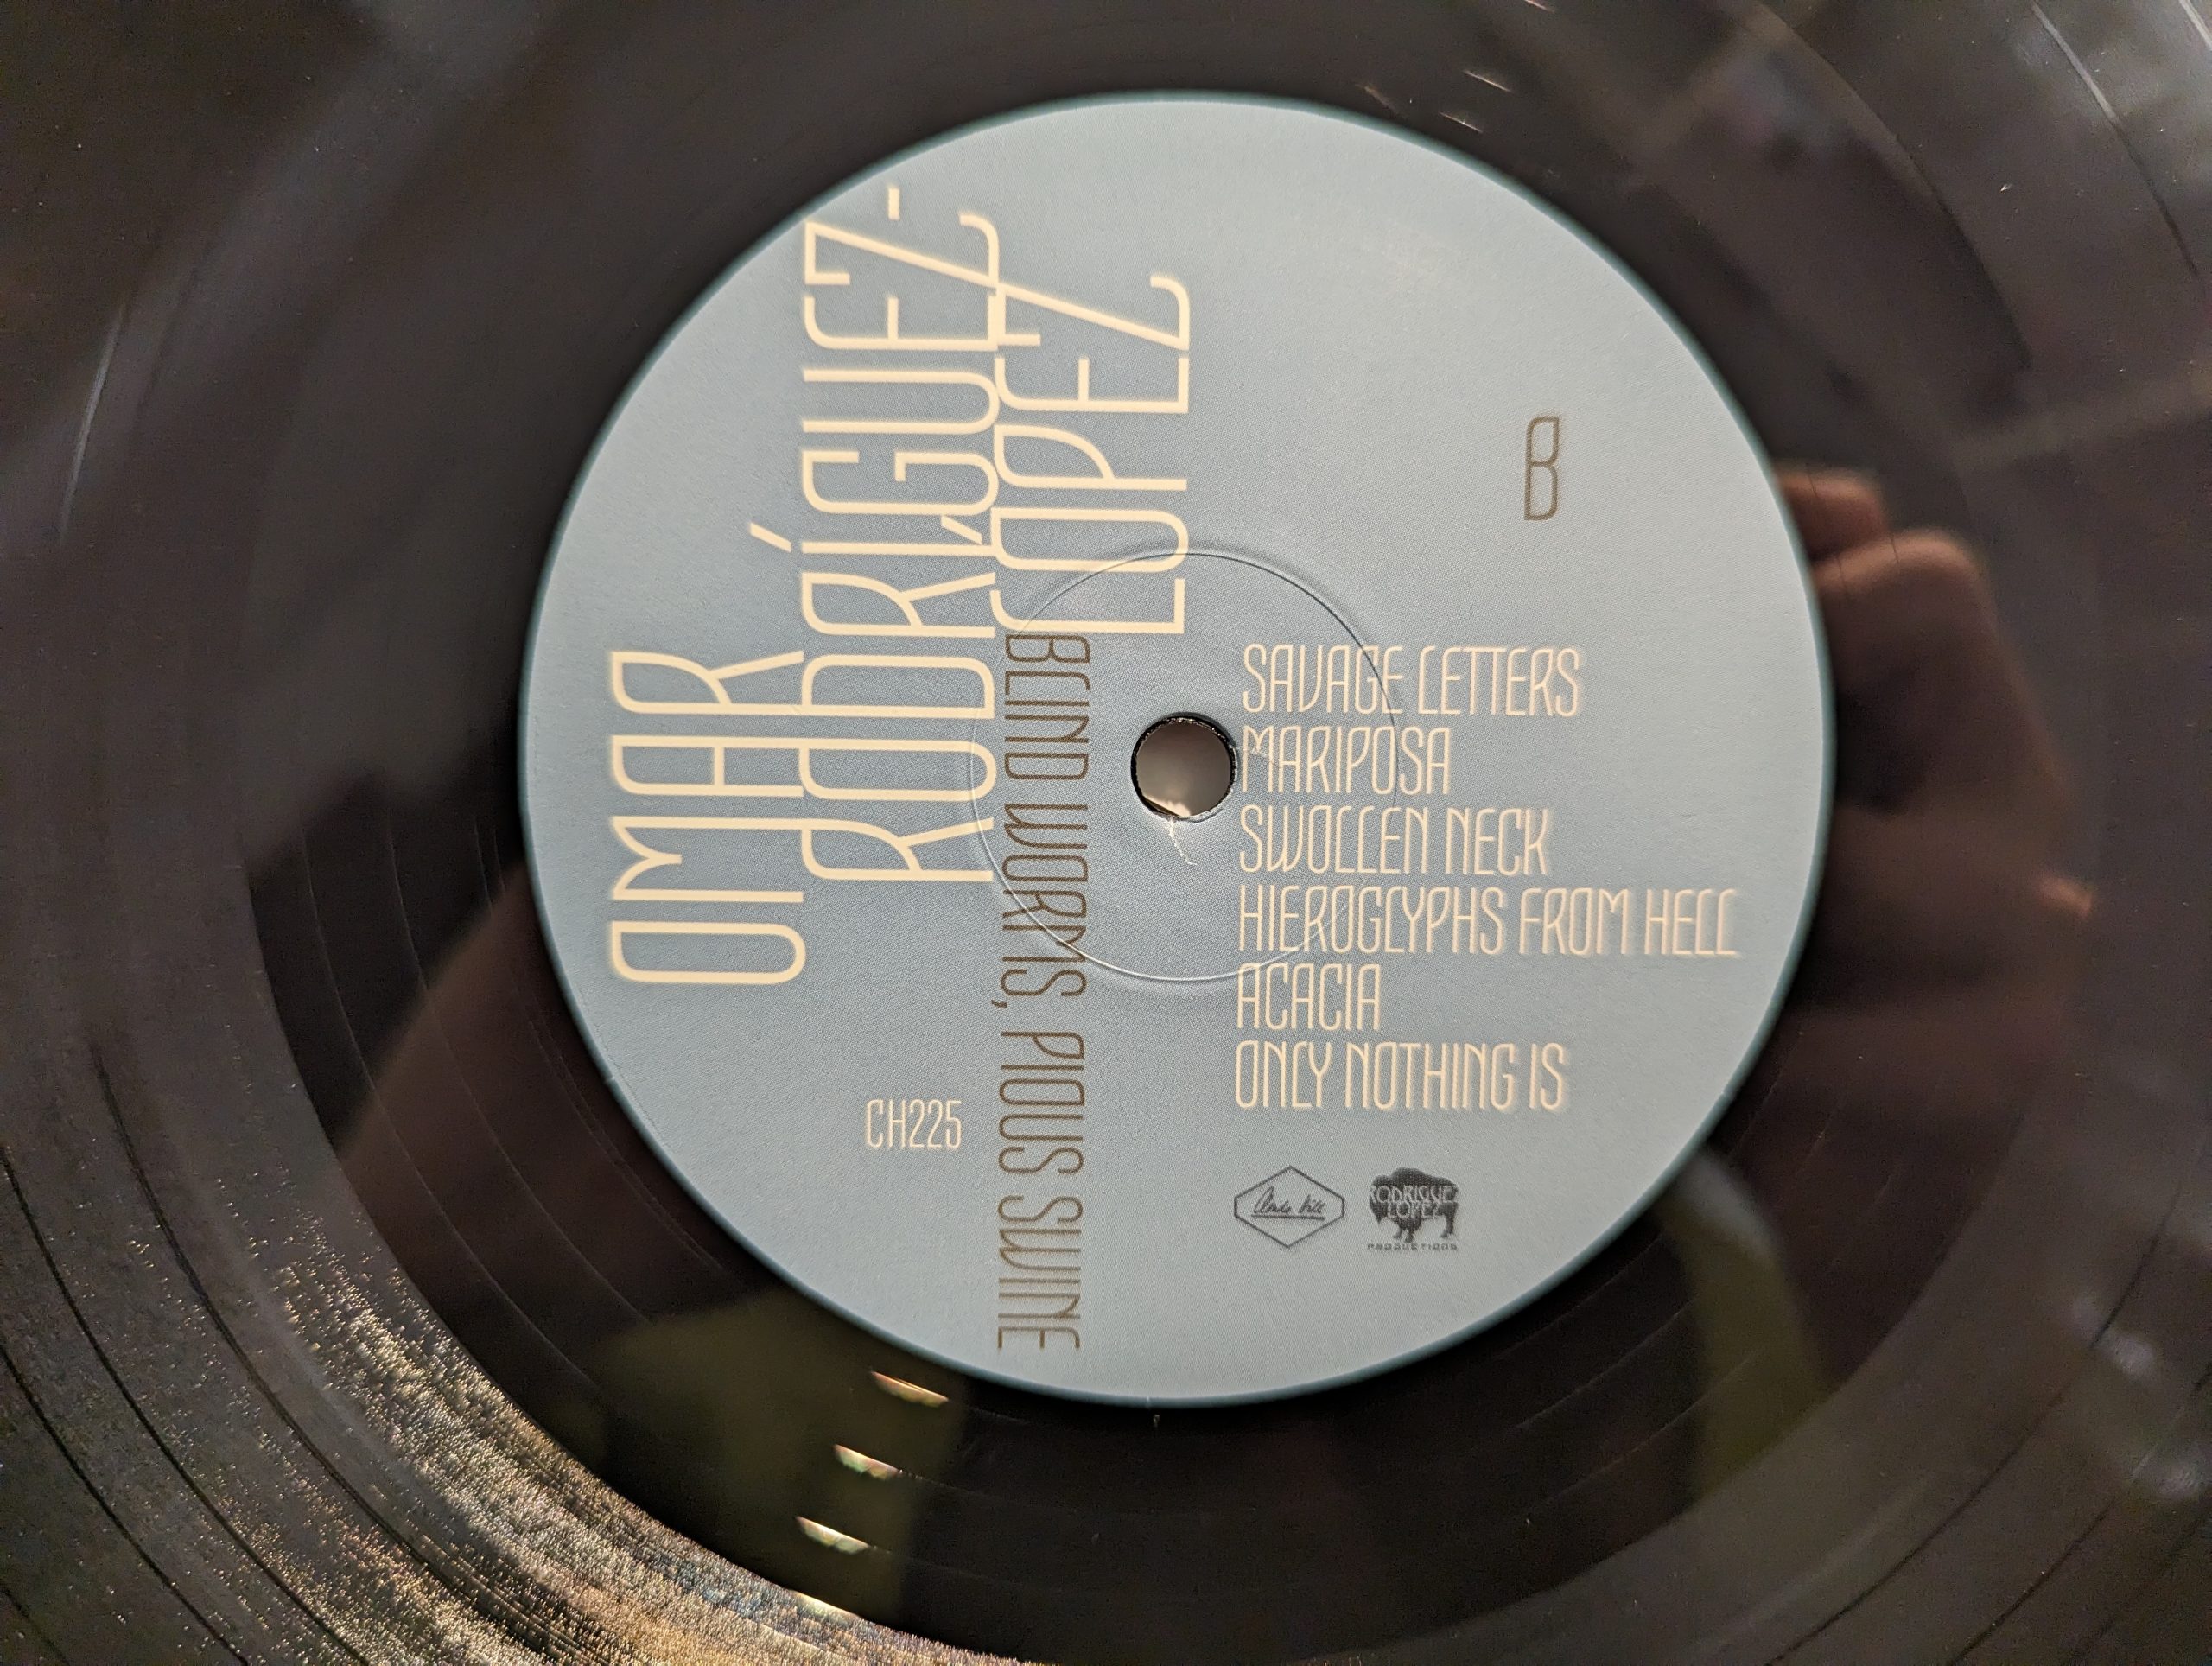 OMAR
RODRÍGUEZ-
LOPEZ
BLIND WORMS, PIOUS SWINE
B
SAVAGE LETTERS
MARIPOSA
SWOLLEN NECK
HIEROGLYPHS FROM HELL
ACACIA
ONLY NOTHING IS
CH225
RODRIGUEZ
LOPEZ
PRODUCTIONS